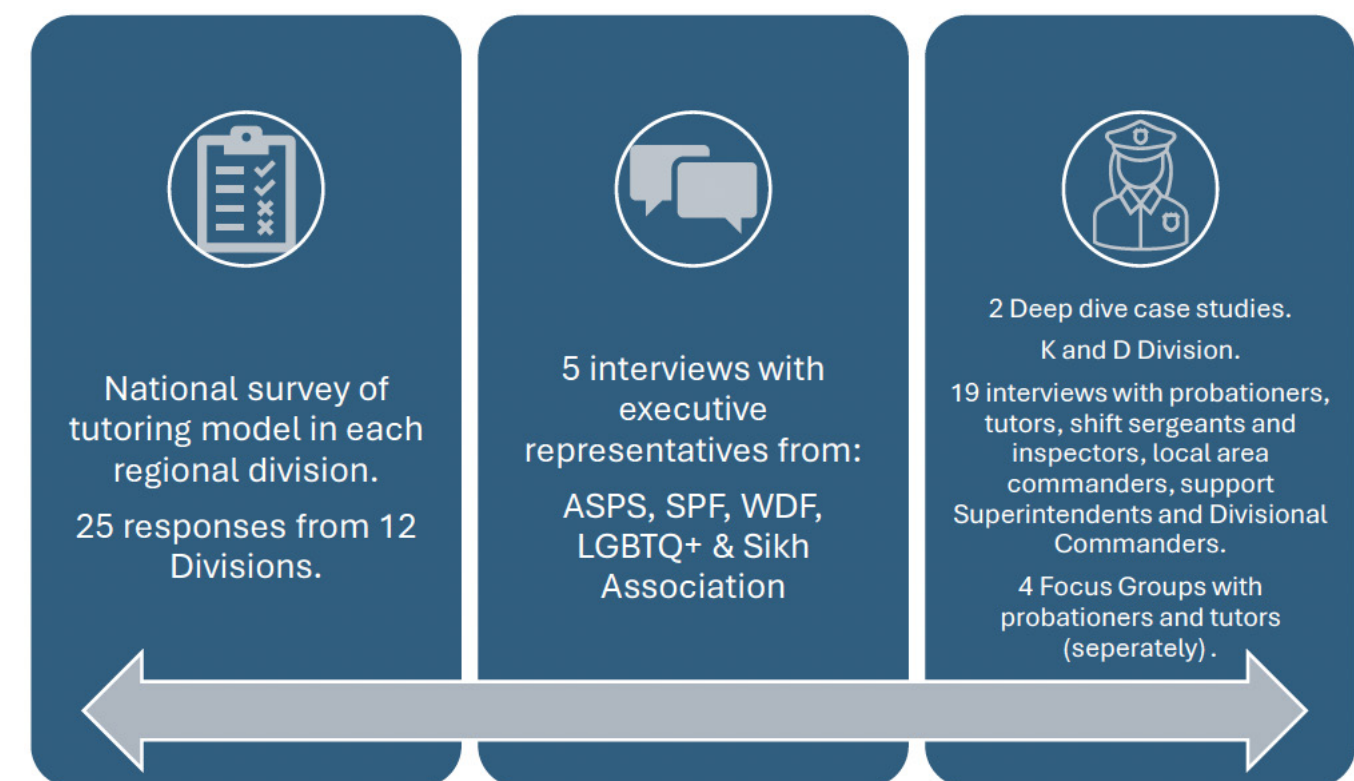 National survey of
tutoring model in each
regional division.
25 responses from 12
Divisions.
5 interviews with
executive
representatives from:
ASPS, SPF, WDF,
LGBTQ+ & Sikh
Association
2 Deep dive case studies.
K and D Division.
19 interviews with probationers,
tutors, shift sergeants and
inspectors, local area
commanders, support
Superintendents and Divisional
Commanders.
4 Focus Groups with
probationers and tutors
(seperately) .